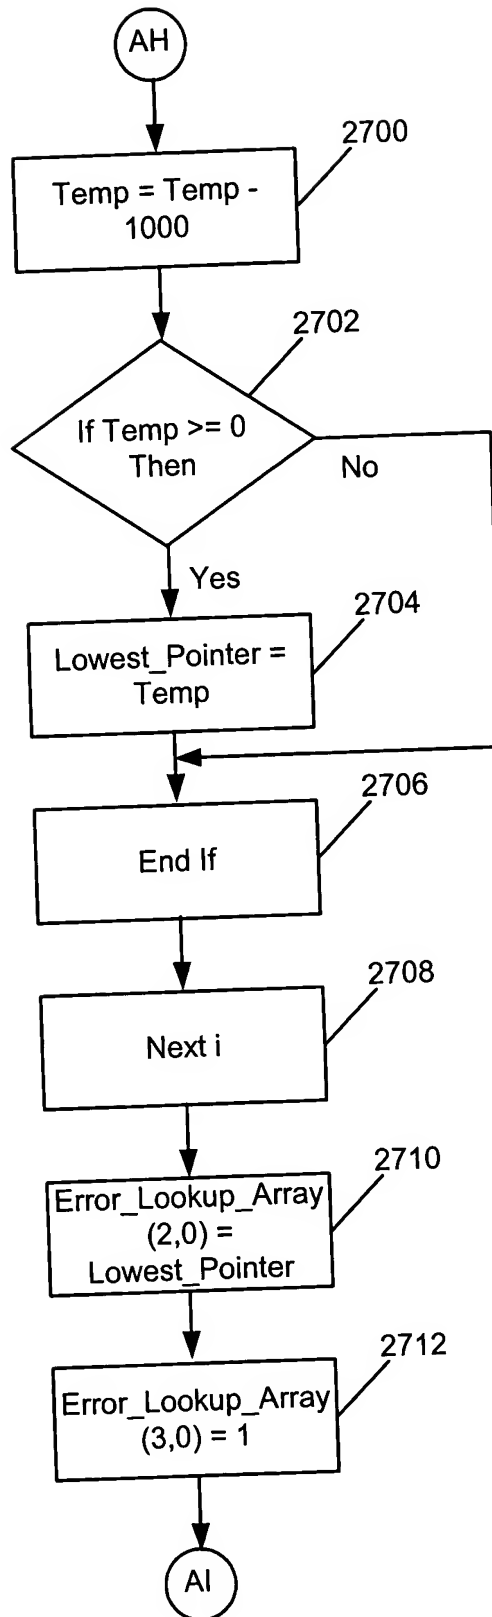 AH
2700
Temp = Temp -
1000
2702
If Temp >= 0
Then
No
Yes
2704
Lowest_Pointer =
Temp
2706
End If
2708
Next i
2710
Error_Lookup_Array
(2,0) =
Lowest_Pointer
2712
Error_Lookup_Array
(3,0) = 1
AI